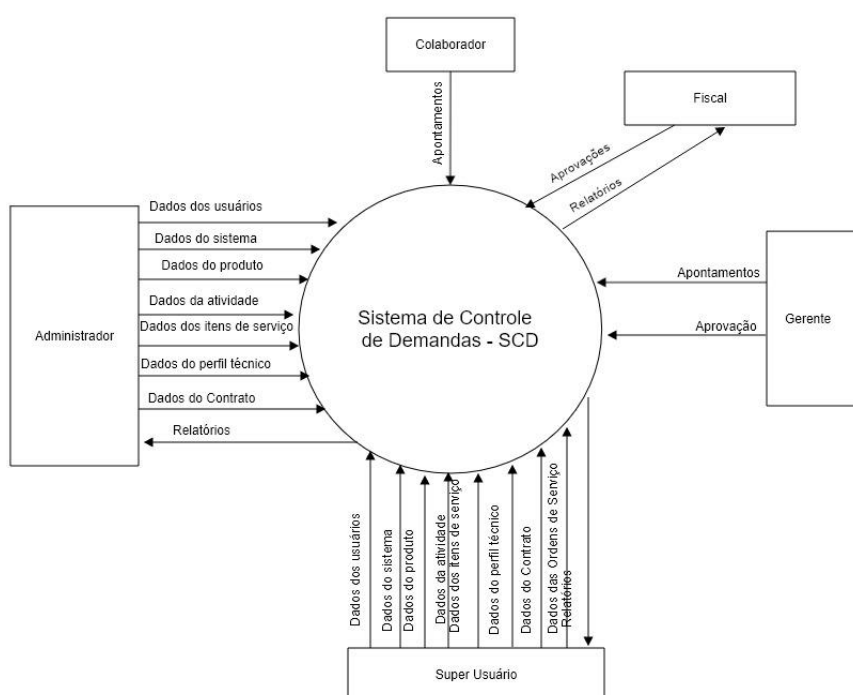 Colaborador
Fiscal
Apontamentos
Aprovações
Relatórios
Dados dos usuários
Dados do sistema
Dados do produto
Dados da atividade
Dados dos itens de serviço
Dados do perfil técnico
Dados do Contrato
Relatórios
Administrador
Sistema de Controle
de Demandas - SCD
Apontamentos
Aprovação
Gerente
Dados dos usuários
Dados do sistema
Dados do produto
Dados da atividade
Dados dos itens de serviço
Dados do perfil técnico
Dados do Contrato
Dados das Ordens de Serviço
Relatórios
Super Usuário